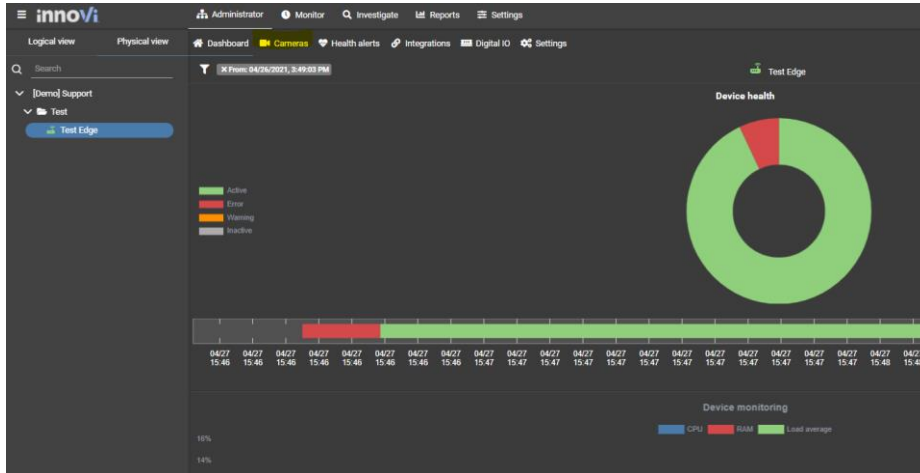 innoVi
Administrator Monitor Investigate Reports Settings
Logical view Physical view
Dashboard Cameras Health alerts Integrations Digital IO Settings
Search
From: 04/26/2021, 3:49:03 PM
Test Edge
[Demo] Support
Test
Test Edge
Device health
Active
Error
Warning
Inactive
04/27 04/27 04/27 04/27 04/27 04/27 04/27 04/27 04/27 04/27 04/27 04/27 04/27 04/27 04/27 04/27 04/27 04/27 04/27 04/27 04/27
15:46 15:46 15:46 15:46 15:46 15:46 15:46 15:46 15:47 15:47 15:47 15:47 15:47 15:47 15:47 15:47 15:47 15:47 15:47 15:47 15:48
Device monitoring
CPU RAM Load average
16%
14%